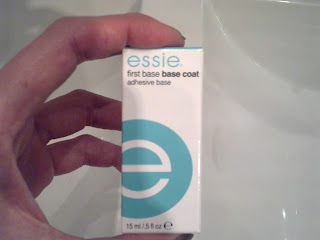 essie
first base base coat
adhesive base
e
15 ml / .5 fl oz e